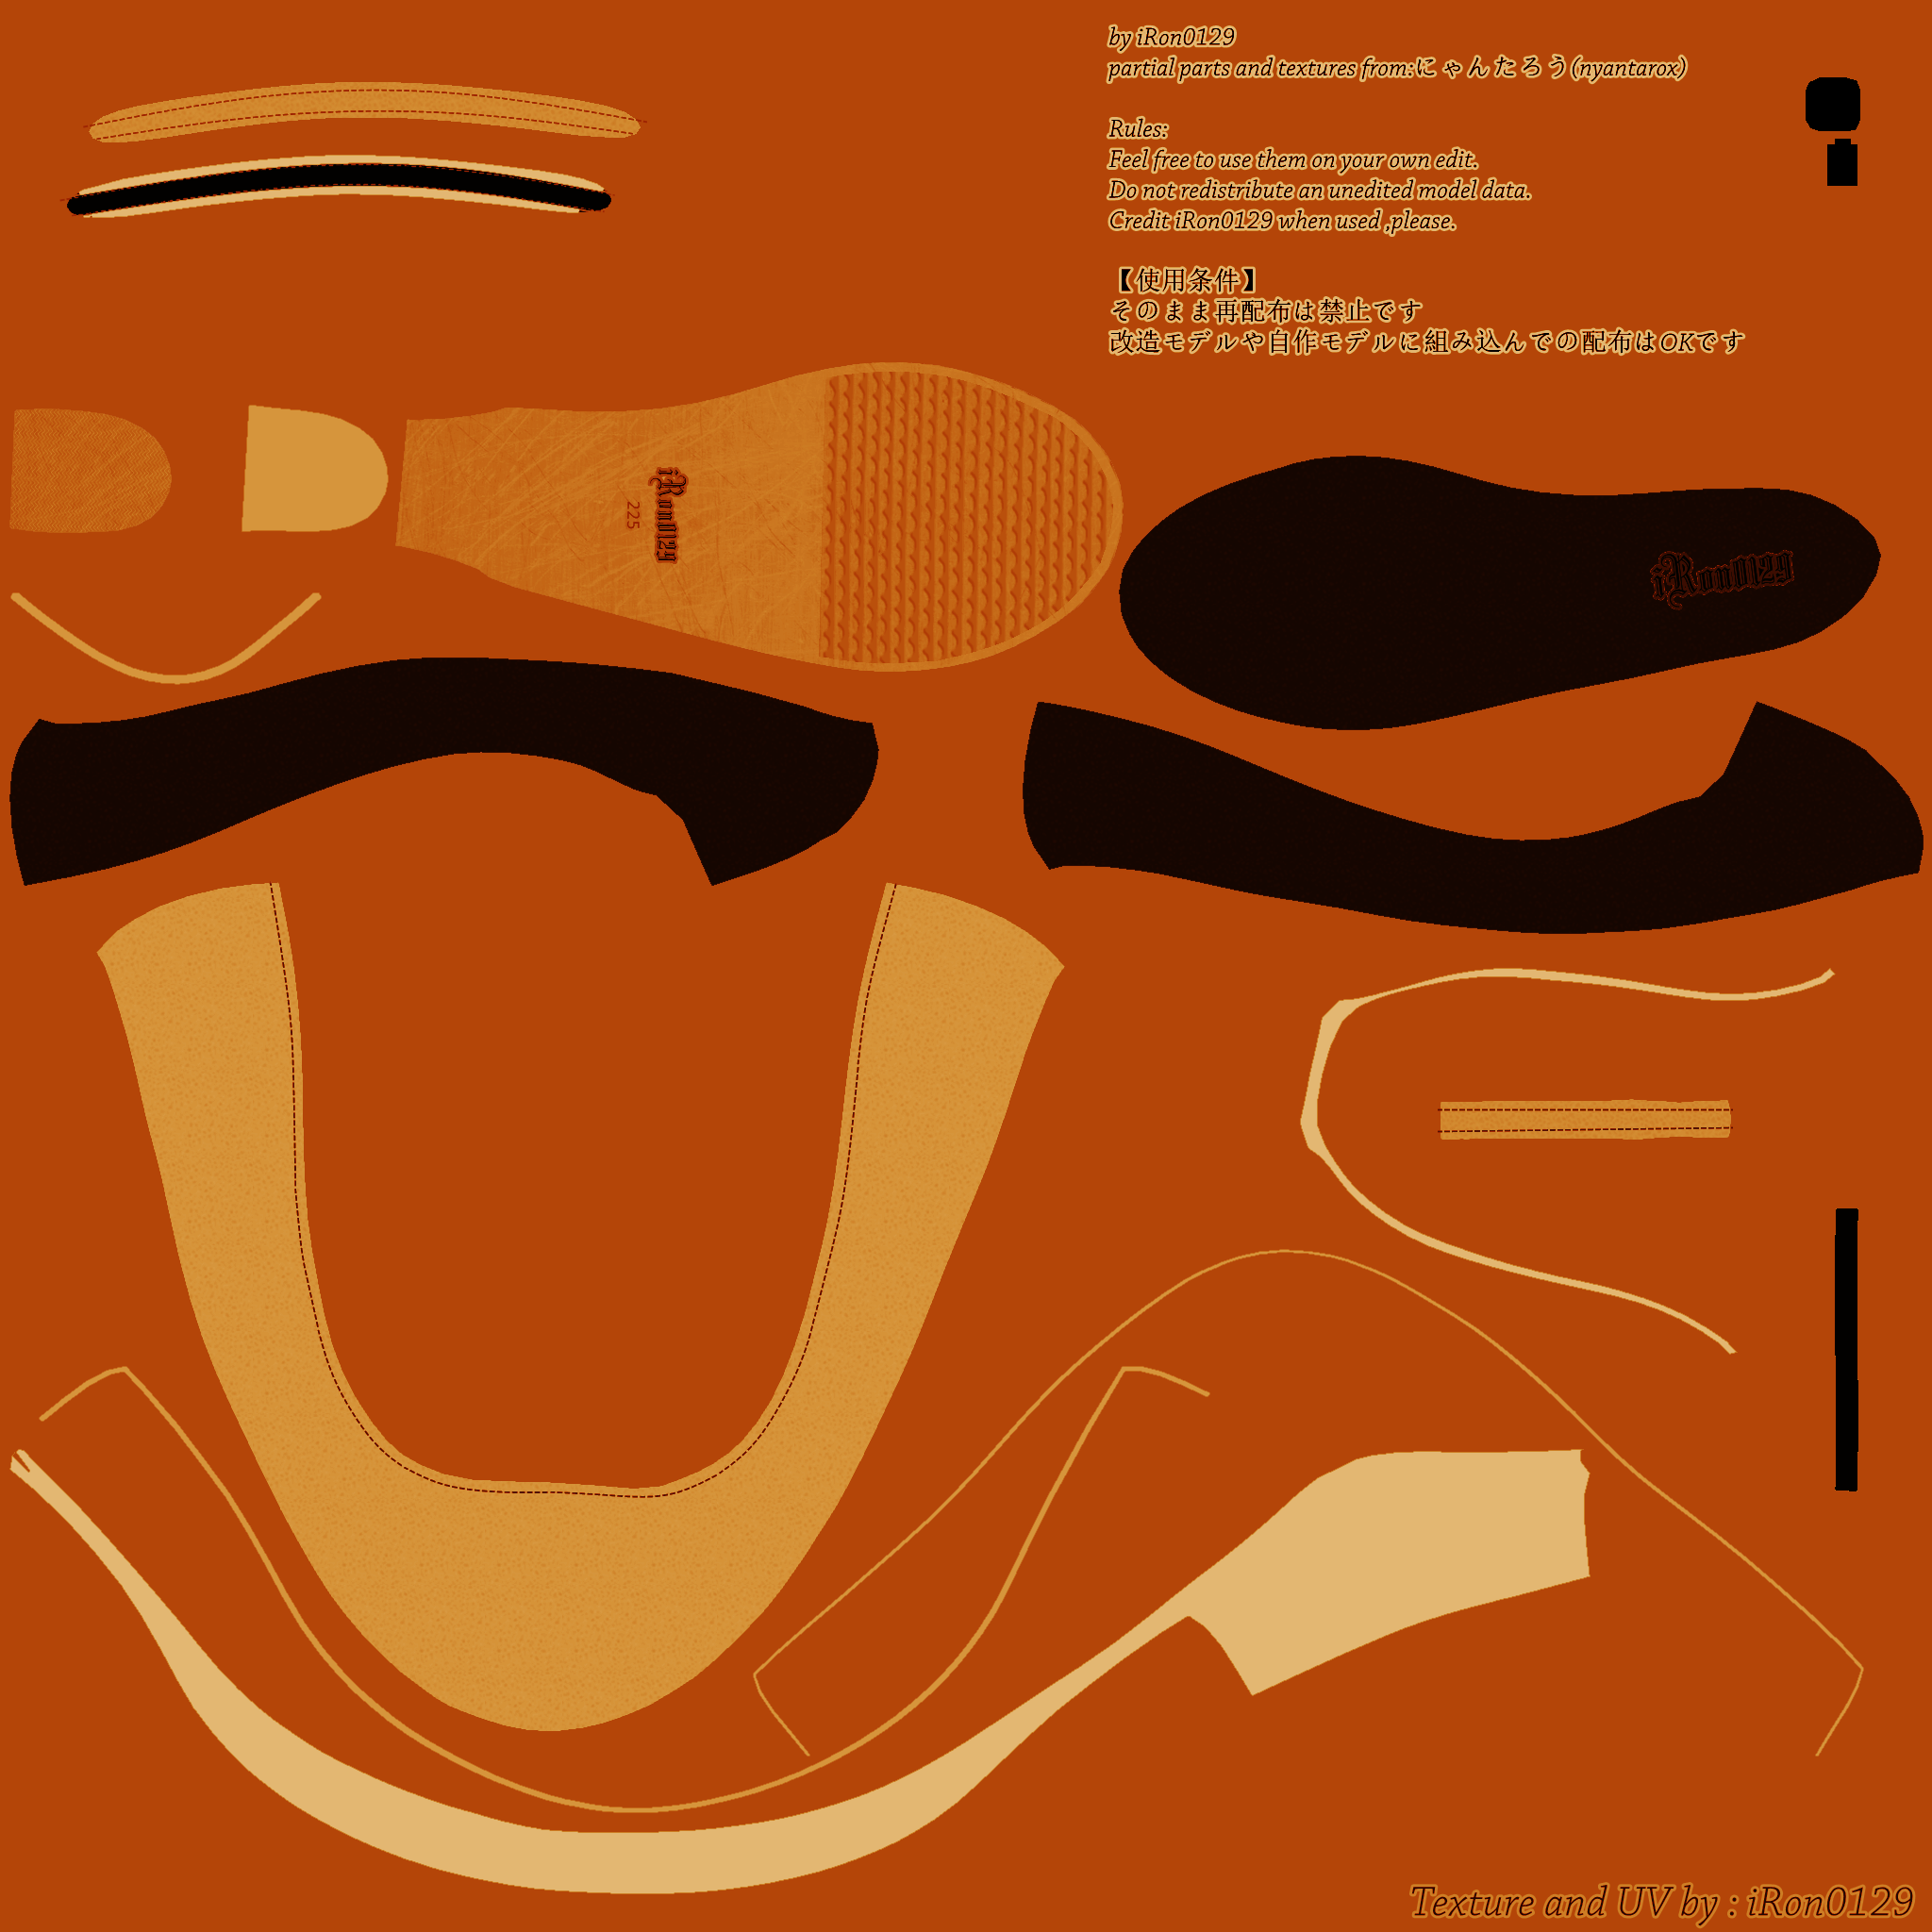 by iRon0129
partial parts and textures from:にゃんたろう(nyantarox)
Rules:
Feel free to use them on your own edit.
Do not redistribute an unedited model data.
Credit iRon0129 when used ,please.
【使用条件】
そのまま再配布は禁止です
改造モデルや自作モデルに組み込んでの配布はOKです
iRon0129
225
iRon0129
Texture and UV by : iRon0129